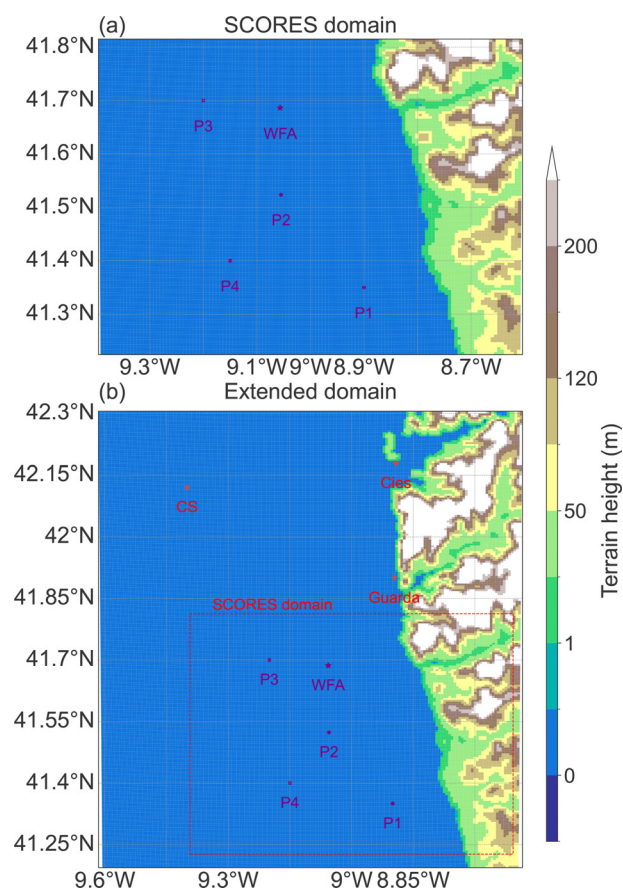 (a) SCORES domain
41.8°N
41.7°N
P3 WFA
41.6°N
41.5°N
P2
41.4°N
P4 P1
41.3°N
9.3°W 9.1°W 9°W 8.9°W 8.7°W
(b) Extended domain
42.3°N
42.15°N
Cies
CS
42°N
Guarda
41.85°N
SCORES domain
41.7°N
P3 WFA
41.55°N
P2
41.4°N
P4 P1
41.25°N
9.6°W 9.3°W 9°W 8.85°W
200
120
50
1
0
Terrain height (m)